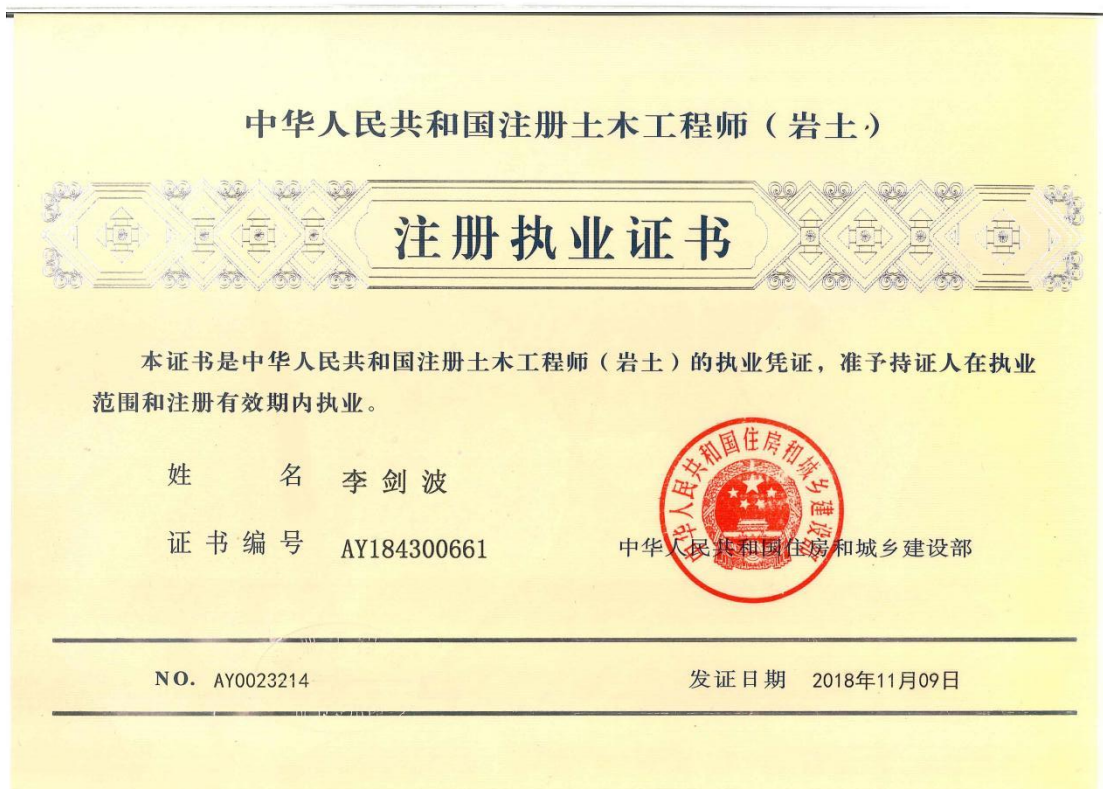 中华人民共和国注册土木工程师（岩土）
注册执业证书
本证书是中华人民共和国注册土木工程师（岩土）的执业凭证，准予持证人在执业
范围和注册有效期内执业。
姓 名 李剑波
中华人民共和国住房和城乡建设部
证书编号 AY184300661
中华人民共和国住房和城乡建设部
NO. AY0023214
发证日期 2018年11月09日